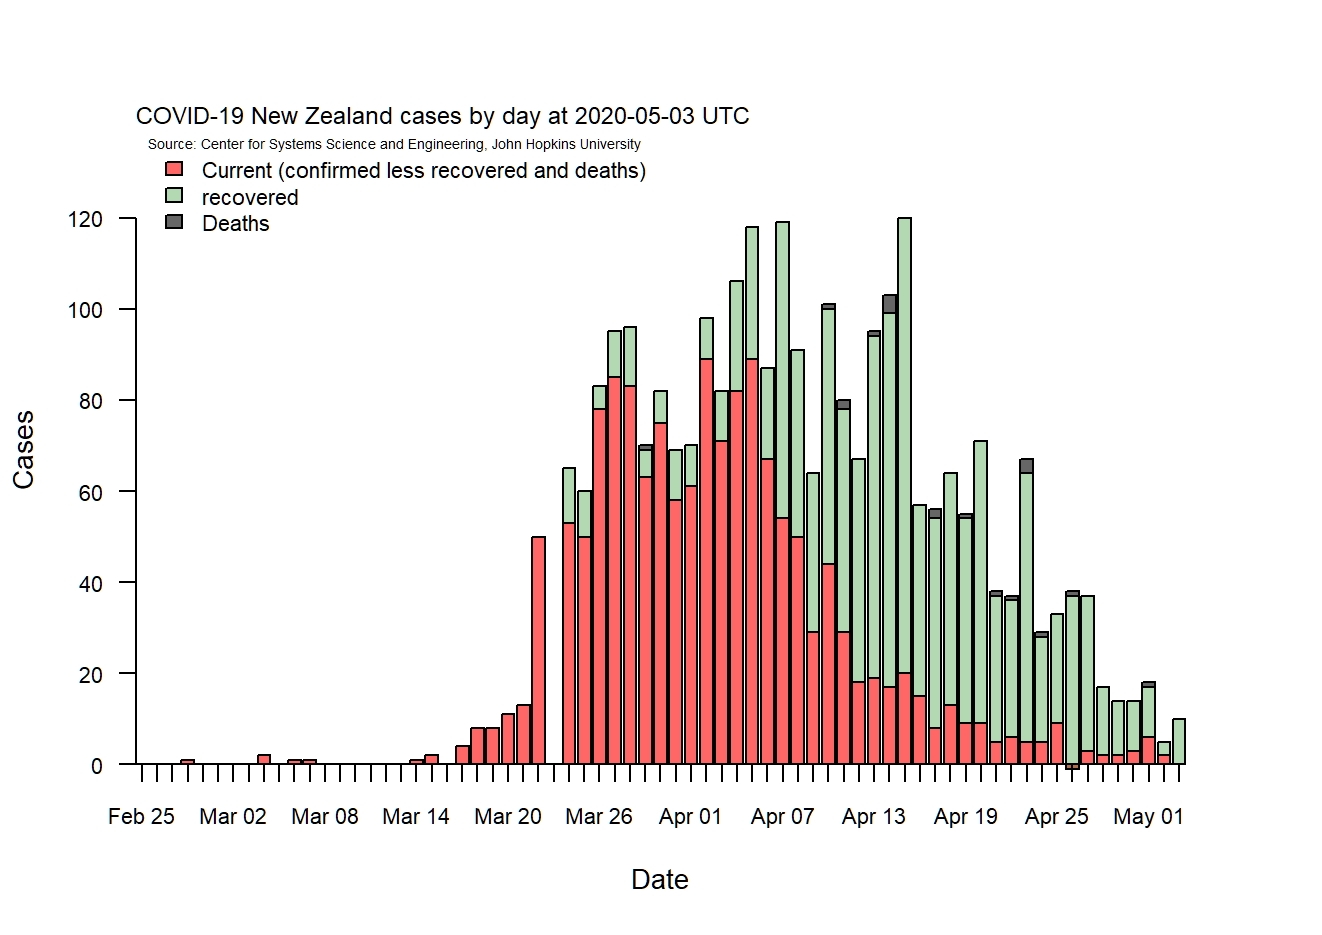 COVID-19 New Zealand cases by day at 2020-05-03 UTC
Source: Center for Systems Science and Engineering, John Hopkins University
Current (confirmed less recovered and deaths)
recovered
Deaths
120
100
80
60
40
20
0
Cases
Feb 25 Mar 02 Mar 08 Mar 14 Mar 20 Mar 26 Apr 01 Apr 07 Apr 13 Apr 19 Apr 25 May 01
Date